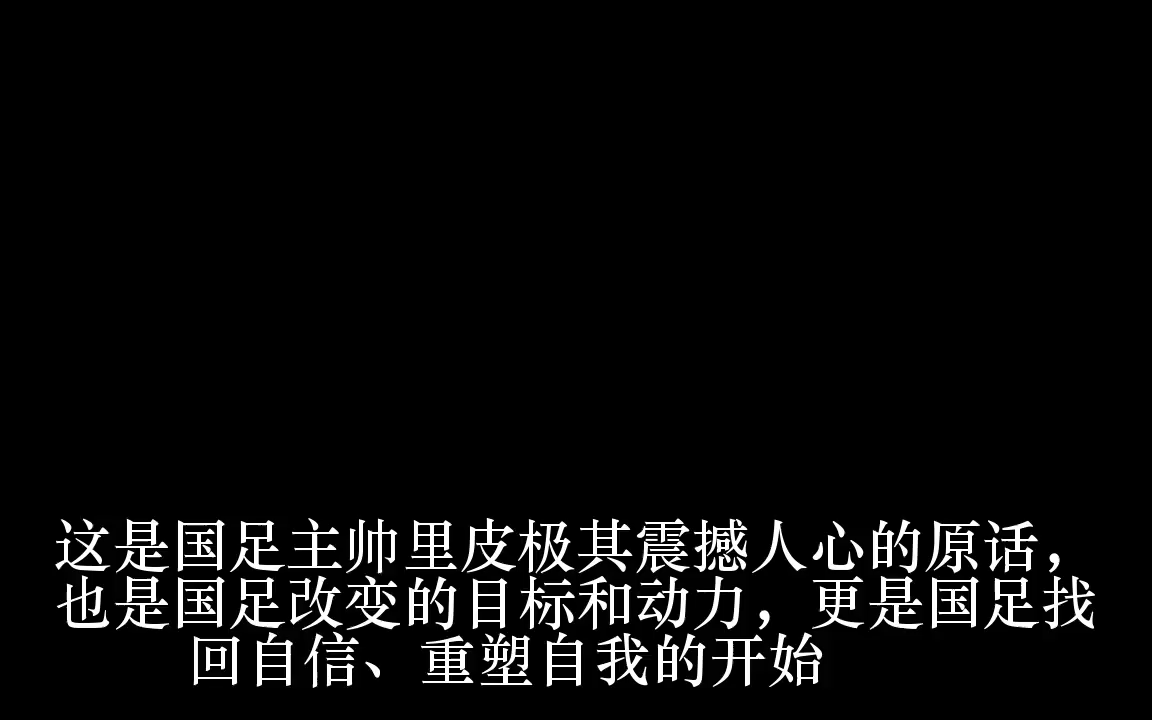 这是国足主帅里皮极其震撼人心的原话，
也是国足改变的目标和动力，更是国足找
回自信、重塑自我的开始